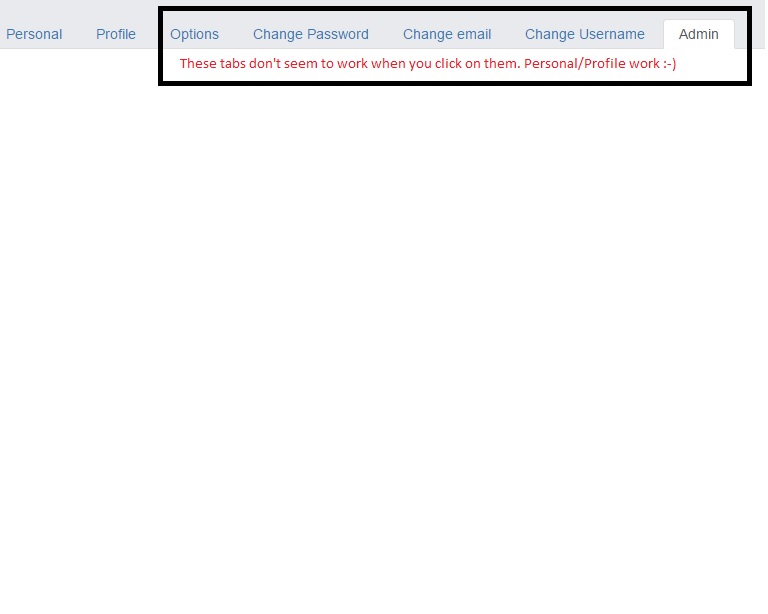 Personal Profile Options Change Password Change email Change Username Admin
These tabs don't seem to work when you click on them. Personal/Profile work :-)